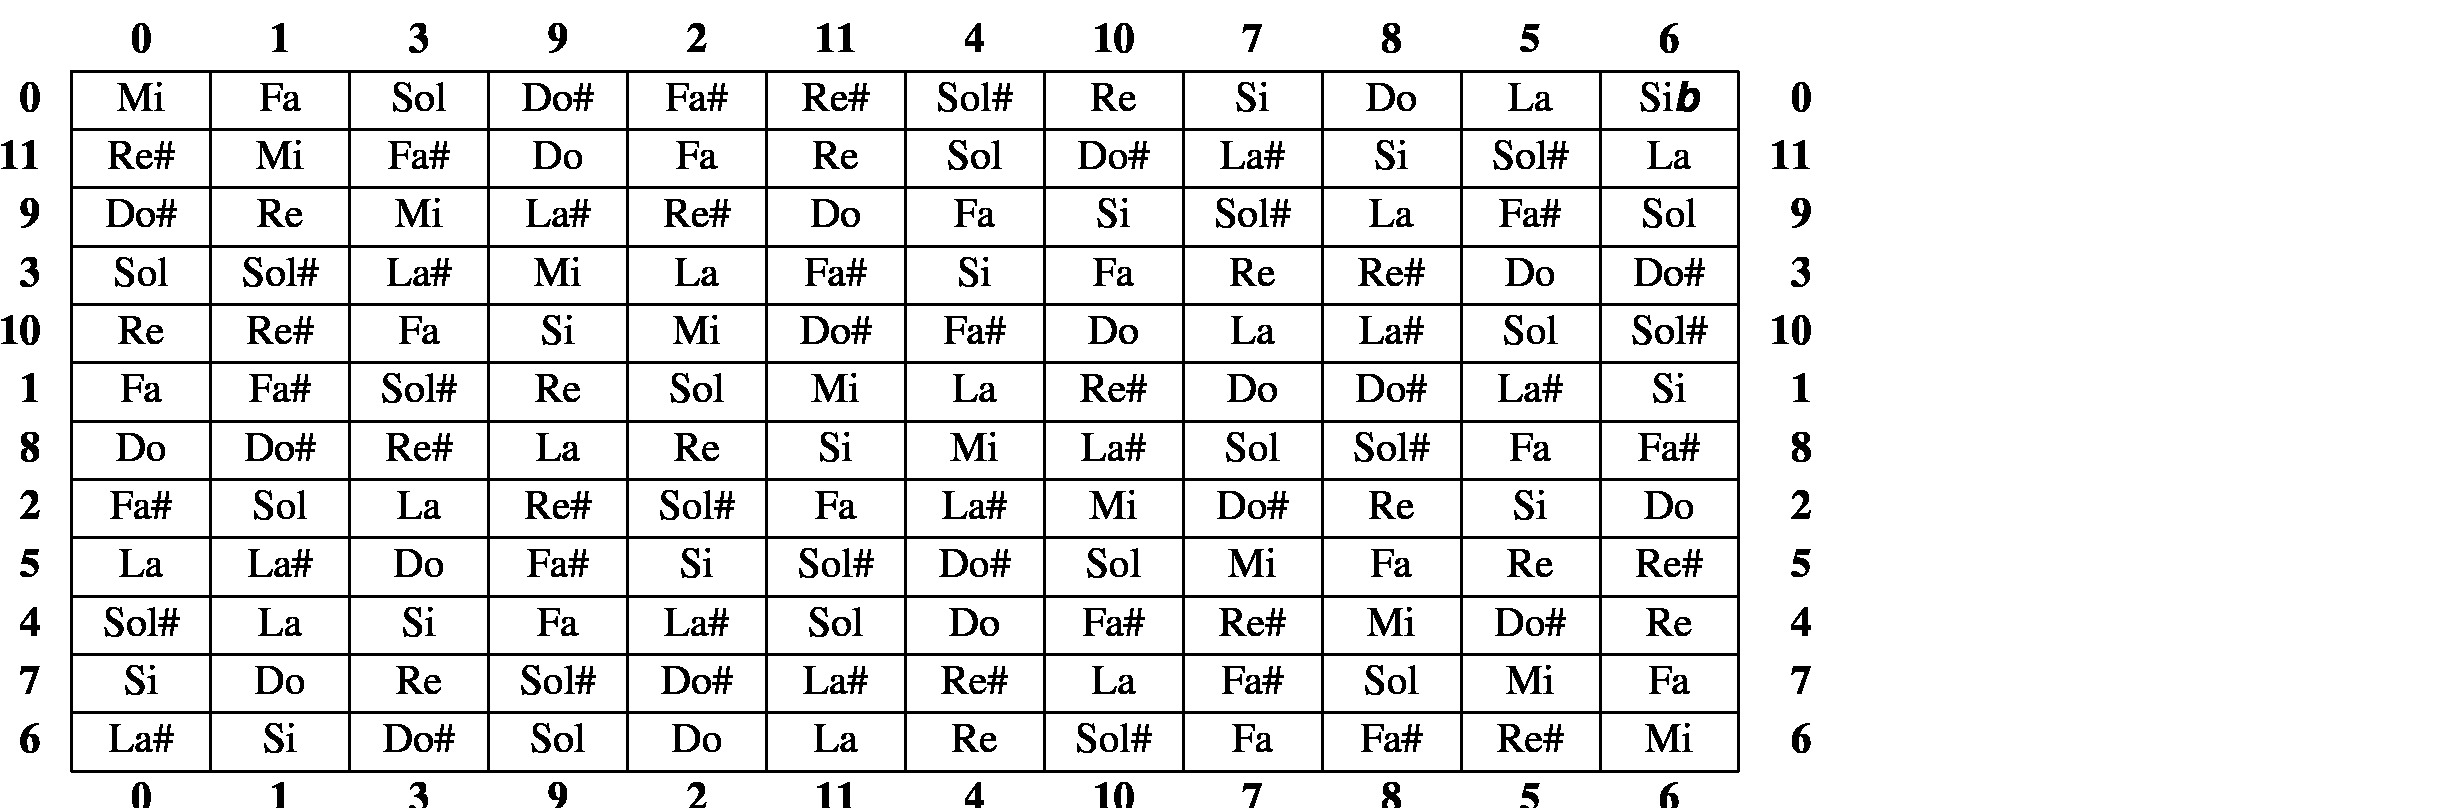 0 1 3 9 2 11 4 10 7 8 5 6
0 Mi Fa Sol Do# Fa# Re# Sol# Re Si Do La Sib 0
11 Re# Mi Fa# Do Fa Re Sol Do# La# Si Sol# La 11
9 Do# Re Mi La# Re# Do Fa Si Sol# La Fa# Sol 9
3 Sol Sol# La# Mi La Fa# Si Fa Re Re# Do Do# 3
10 Re Re# Fa Si Mi Do# Fa# Do La La# Sol Sol# 10
1 Fa Fa# Sol# Re Sol Mi La Re# Do Do# La# Si 1
8 Do Do# Re# La Re Si Mi La# Sol Sol# Fa Fa# 8
2 Fa# Sol La Re# Sol# Fa La# Mi Do# Re Si Do 2
5 La La# Do Fa# Si Sol# Do# Sol Mi Fa Re Re# 5
4 Sol# La Si Fa La# Sol Do Fa# Re# Mi Do# Re 4
7 Si Do Re Sol# Do# La# Re# La Fa# Sol Mi Fa 7
6 La# Si Do# Sol Do La Re Sol# Fa Fa# Re# Mi 6
0 1 3 9 2 11 4 10 7 8 5 6